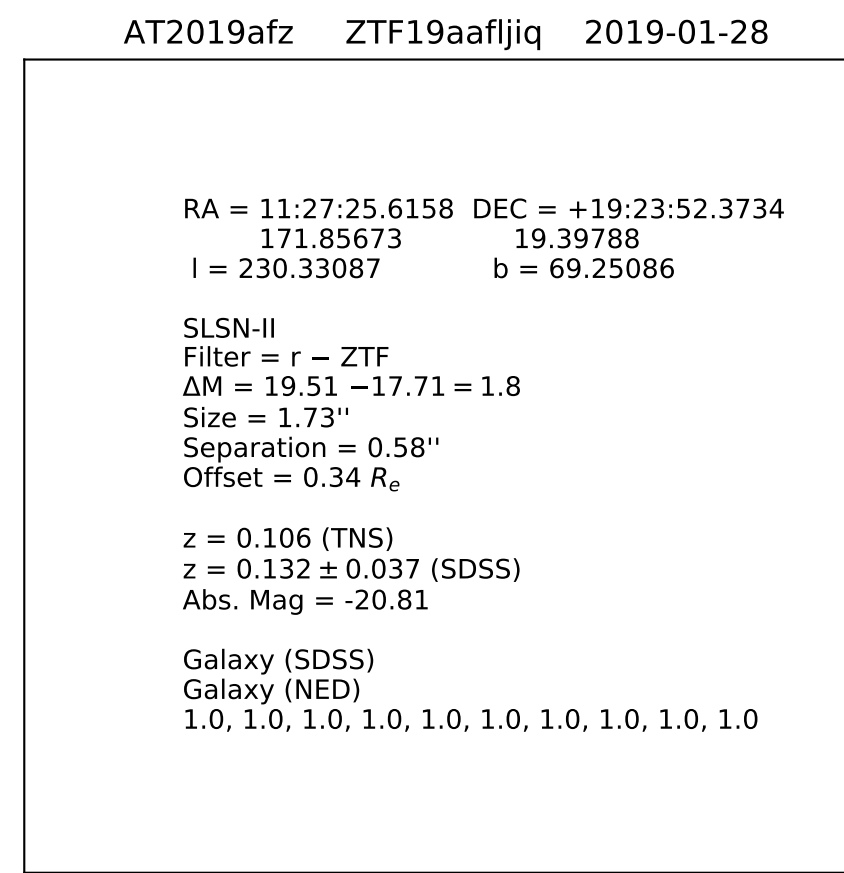 AT2019afz ZTF19aafljiq 2019-01-28
RA = 11:27:25.6158 DEC = +19:23:52.3734
171.85673 19.39788
l = 230.33087 b = 69.25086
SLSN-II
Filter = r − ZTF
ΔM = 19.51 −17.71 = 1.8
Size = 1.73''
Separation = 0.58''
Offset = 0.34 Re
z = 0.106 (TNS)
z = 0.132 ± 0.037 (SDSS)
Abs. Mag = -20.81
Galaxy (SDSS)
Galaxy (NED)
1.0, 1.0, 1.0, 1.0, 1.0, 1.0, 1.0, 1.0, 1.0, 1.0